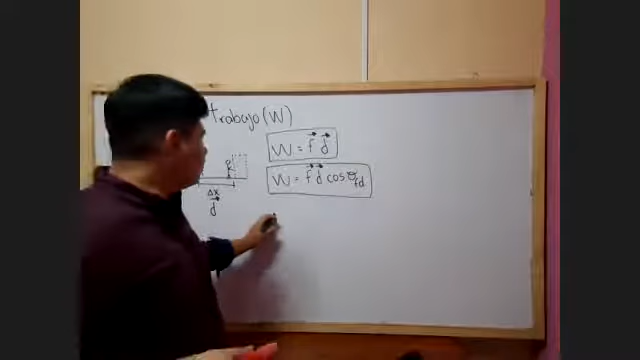 trabajo (W)
W = f⃗ d⃗
W = f⃗ d⃗ cos θfd
Δx
d⃗